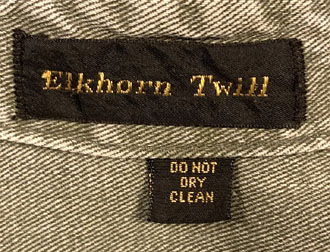 Elkhorn Twill
DO NOT
DRY
CLEAN